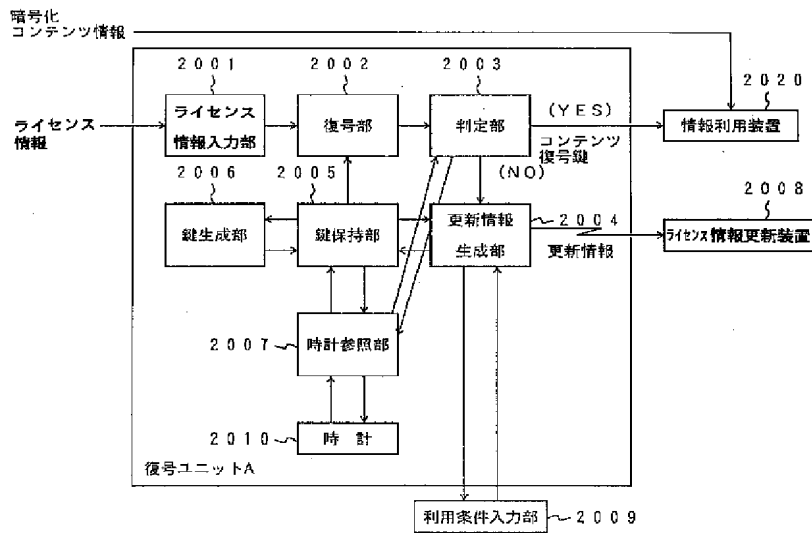 暗号化
コンテンツ情報
2001
2002
2003
2020
ライセンス
情報
ライセンス
情報入力部
復号部
判定部
(YES)
コンテンツ
復号鍵
情報利用装置
(NO)
2006
2005
2008
鍵生成部
鍵保持部
更新情報
生成部
2004
更新情報
ライセンス情報更新装置
2007
時計参照部
2010
時計
復号ユニットA
利用条件入力部
2009